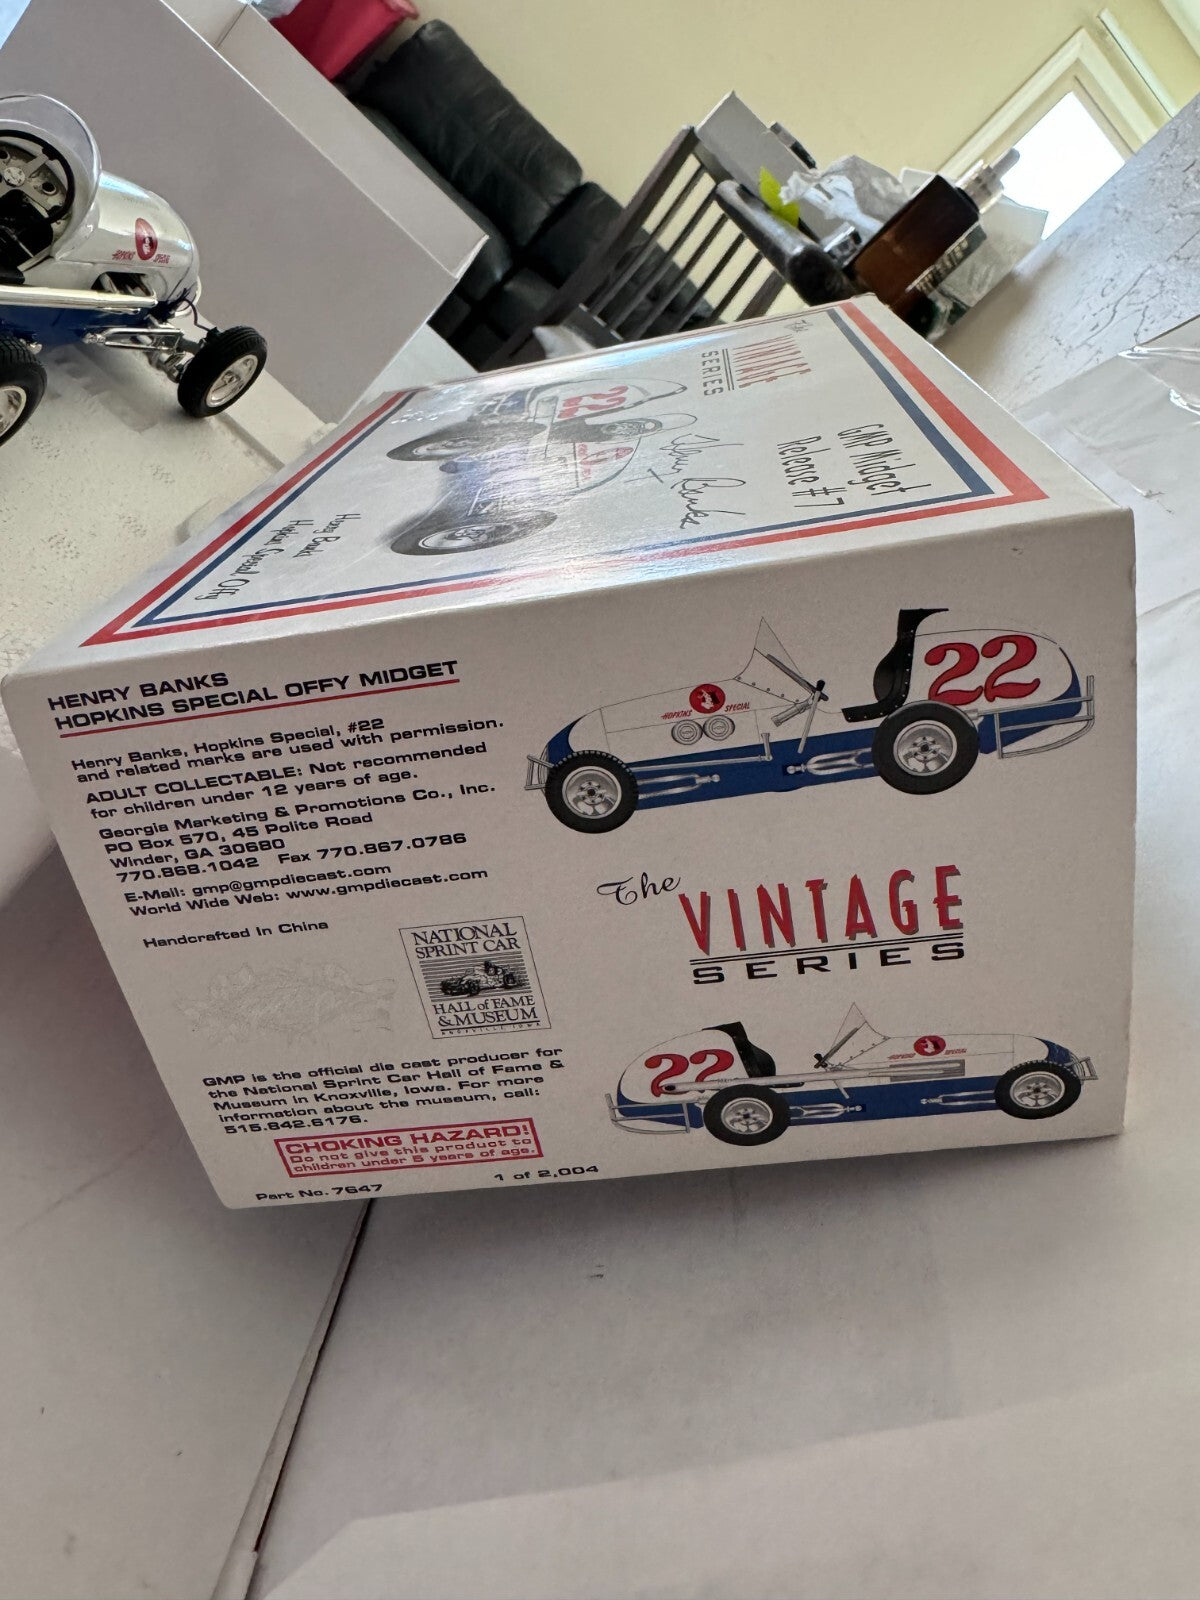 The
VINTAGE
SERIES
GMP Midget
Release #7
22
Henry Banks
Henry Banks
Hopkins Special Offy
HENRY BANKS
HOPKINS SPECIAL OFFY MIDGET
Henry Banks, Hopkins Special, #22
and related marks are used with permission.
ADULT COLLECTABLE: Not recommended
for children under 12 years of age.
Georgia Marketing & Promotions Co., Inc.
PO Box 570, 45 Polite Road
Winder, GA 30680
770.868.1042 Fax 770.867.0786
E-Mail: gmp@gmpdiecast.com
World Wide Web: www.gmpdiecast.com
Handcrafted In China
NATIONAL
SPRINT CAR
HALL of FAME
& MUSEUM
KNOXVILLE, IOWA
GMP is the official die cast producer for
the National Sprint Car Hall of Fame &
Museum in Knoxville, Iowa. For more
information about the museum, call:
515.842.6176.
CHOKING HAZARD!
Do not give this product to
children under 5 years of age.
Part No. 7647
1 of 2,004
HOPKINS SPECIAL
22
The
VINTAGE
SERIES
22
HOPKINS SPECIAL